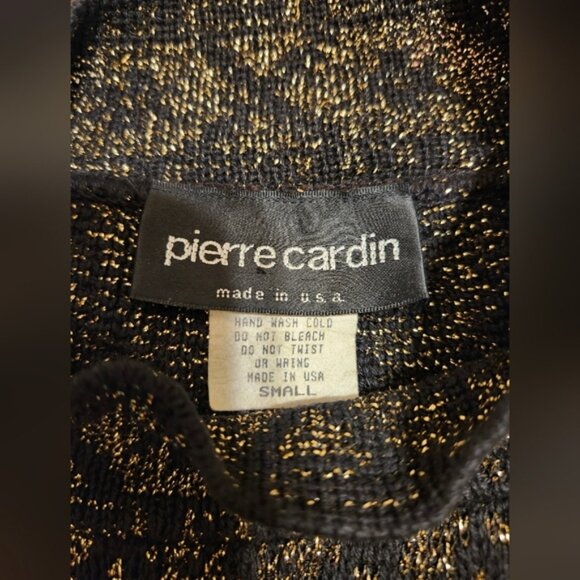 pierre cardin
made in u.s.a.
HAND WASH COLD
DO NOT BLEACH
DO NOT TWIST
OR WRING
MADE IN USA
SMALL